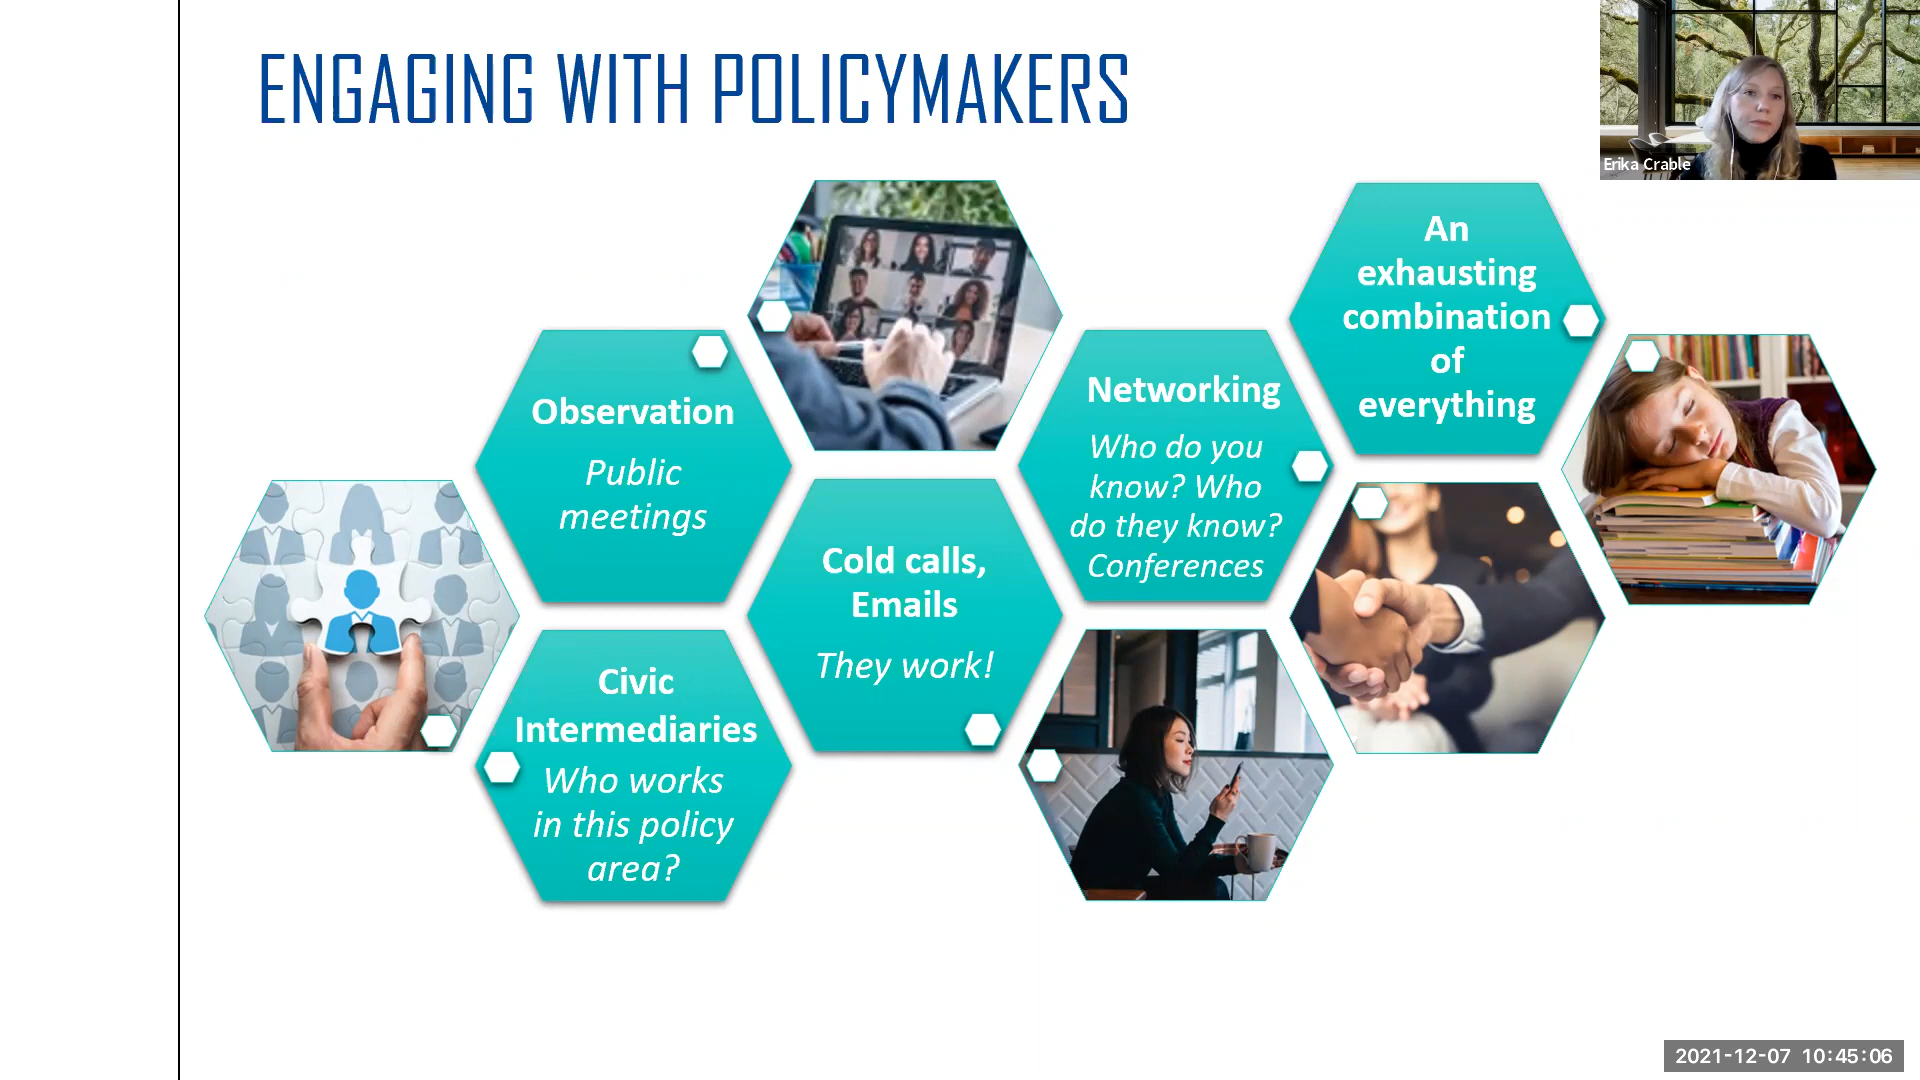 ENGAGING WITH POLICYMAKERS
Erika Crable
Observation
Public
meetings
Civic
Intermediaries
Who works
in this policy
area?
Cold calls,
Emails
They work!
Networking
Who do you
know? Who
do they know?
Conferences
An
exhausting
combination
of
everything
2021-12-07 10:45:06